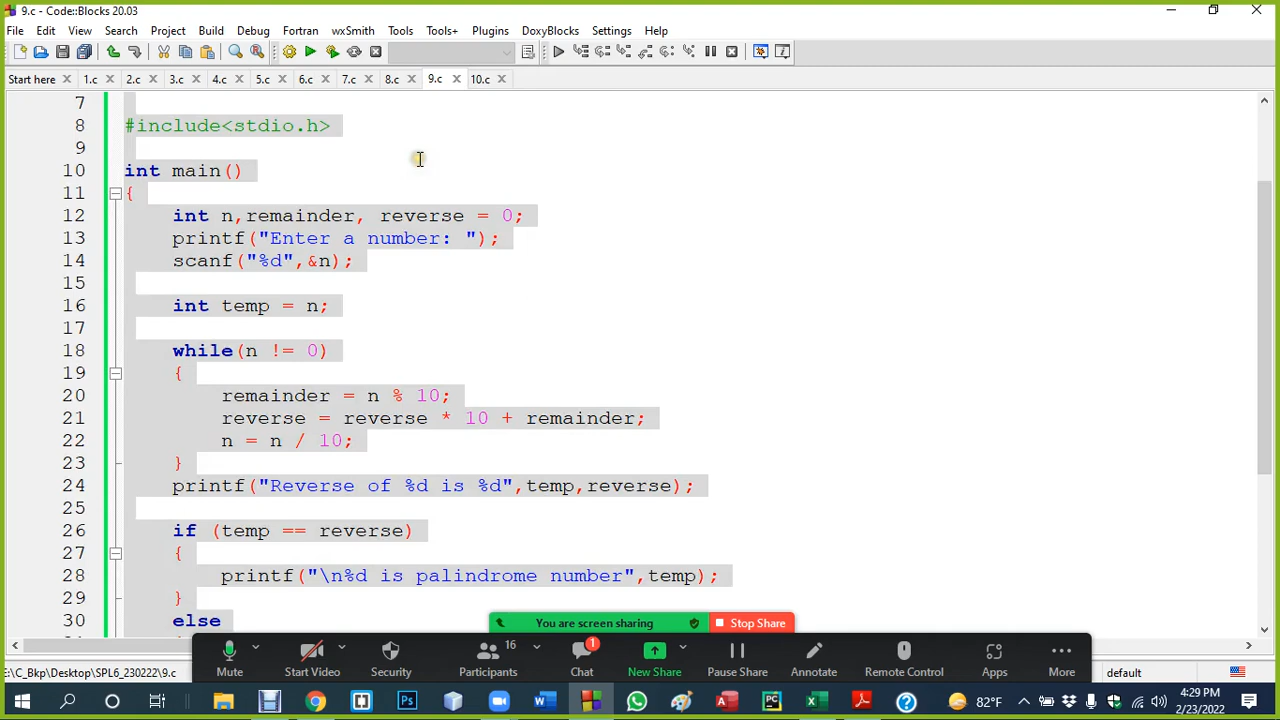 9.c - Code::Blocks 20.03
File Edit View Search Project Build Debug Fortran wxSmith Tools Tools+ Plugins DoxyBlocks Settings Help
Start here 1.c 2.c 3.c 4.c 5.c 6.c 7.c 8.c 9.c 10.c
7
8 #include<stdio.h>
9
10 int main()
11 {
12 int n,remainder, reverse = 0;
13 printf("Enter a number: ");
14 scanf("%d",&n);
15
16 int temp = n;
17
18 while(n != 0)
19 {
20 remainder = n % 10;
21 reverse = reverse * 10 + remainder;
22 n = n / 10;
23 }
24 printf("Reverse of %d is %d",temp,reverse);
25
26 if (temp == reverse)
27 {
28 printf("\n%d is palindrome number",temp);
29 }
30 else
You are screen sharing Stop Share
16 1
Mute Start Video Security Participants Chat New Share Pause Share Annotate Remote Control Apps More
E:\C_Bkp\Desktop\SPL6_230222\9.c default
82°F 4:29 PM
2/23/2022